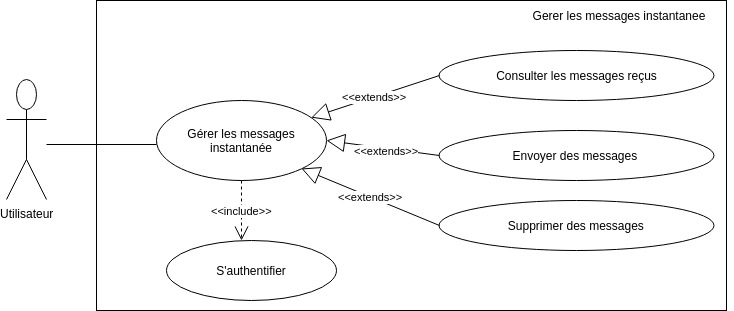 Gerer les messages instantanee
Consulter les messages reçus
<<extends>>
Gérer les messages
instantanée
<<extends>>
Envoyer des messages
<<extends>>
Supprimer des messages
Utilisateur
<<include>>
S'authentifier